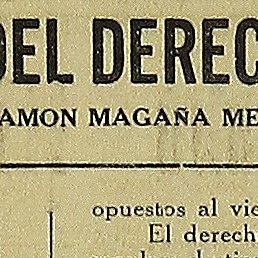 DEL DEREC
AMON MAGAÑA ME
opuestos al vie
El derech